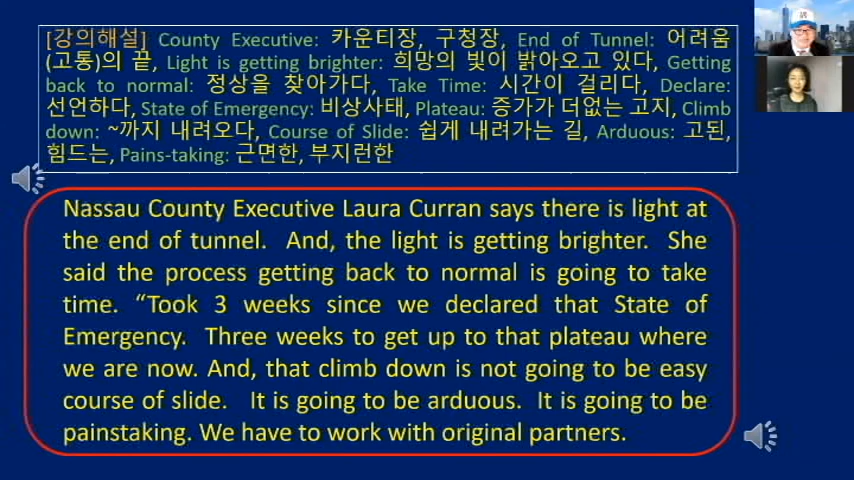 [강의해설] County Executive: 카운티장, 구청장, End of Tunnel: 어려움
(고통)의 끝, Light is getting brighter: 희망의 빛이 밝아오고 있다, Getting
back to normal: 정상을 찾아가다, Take Time: 시간이 걸리다, Declare:
선언하다, State of Emergency: 비상사태, Plateau: 증가가 더없는 고지, Climb
down: ~까지 내려오다, Course of Slide: 쉽게 내려가는 길, Arduous: 고된,
힘드는, Pains-taking: 근면한, 부지런한
Nassau County Executive Laura Curran says there is light at
the end of tunnel. And, the light is getting brighter. She
said the process getting back to normal is going to take
time. “Took 3 weeks since we declared that State of
Emergency. Three weeks to get up to that plateau where
we are now. And, that climb down is not going to be easy
course of slide. It is going to be arduous. It is going to be
painstaking. We have to work with original partners.